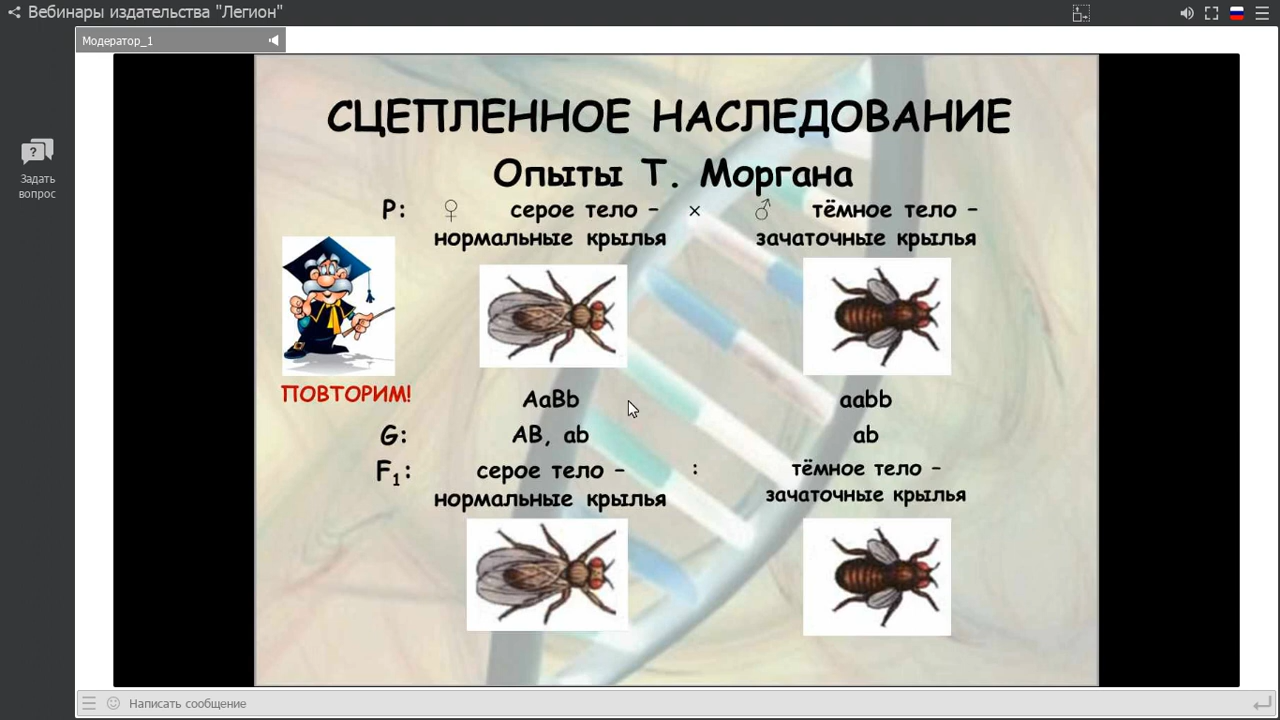 Вебинары издательства "Легион"
Модератор_1
Задать
вопрос
СЦЕПЛЕННОЕ НАСЛЕДОВАНИЕ
Опыты Т. Моргана
P: ♀ серое тело – × ♂ тёмное тело –
нормальные крылья зачаточные крылья
ПОВТОРИМ!
AaBb aabb
G: AB, ab ab
F1: серое тело – : тёмное тело –
нормальные крылья зачаточные крылья
Написать сообщение